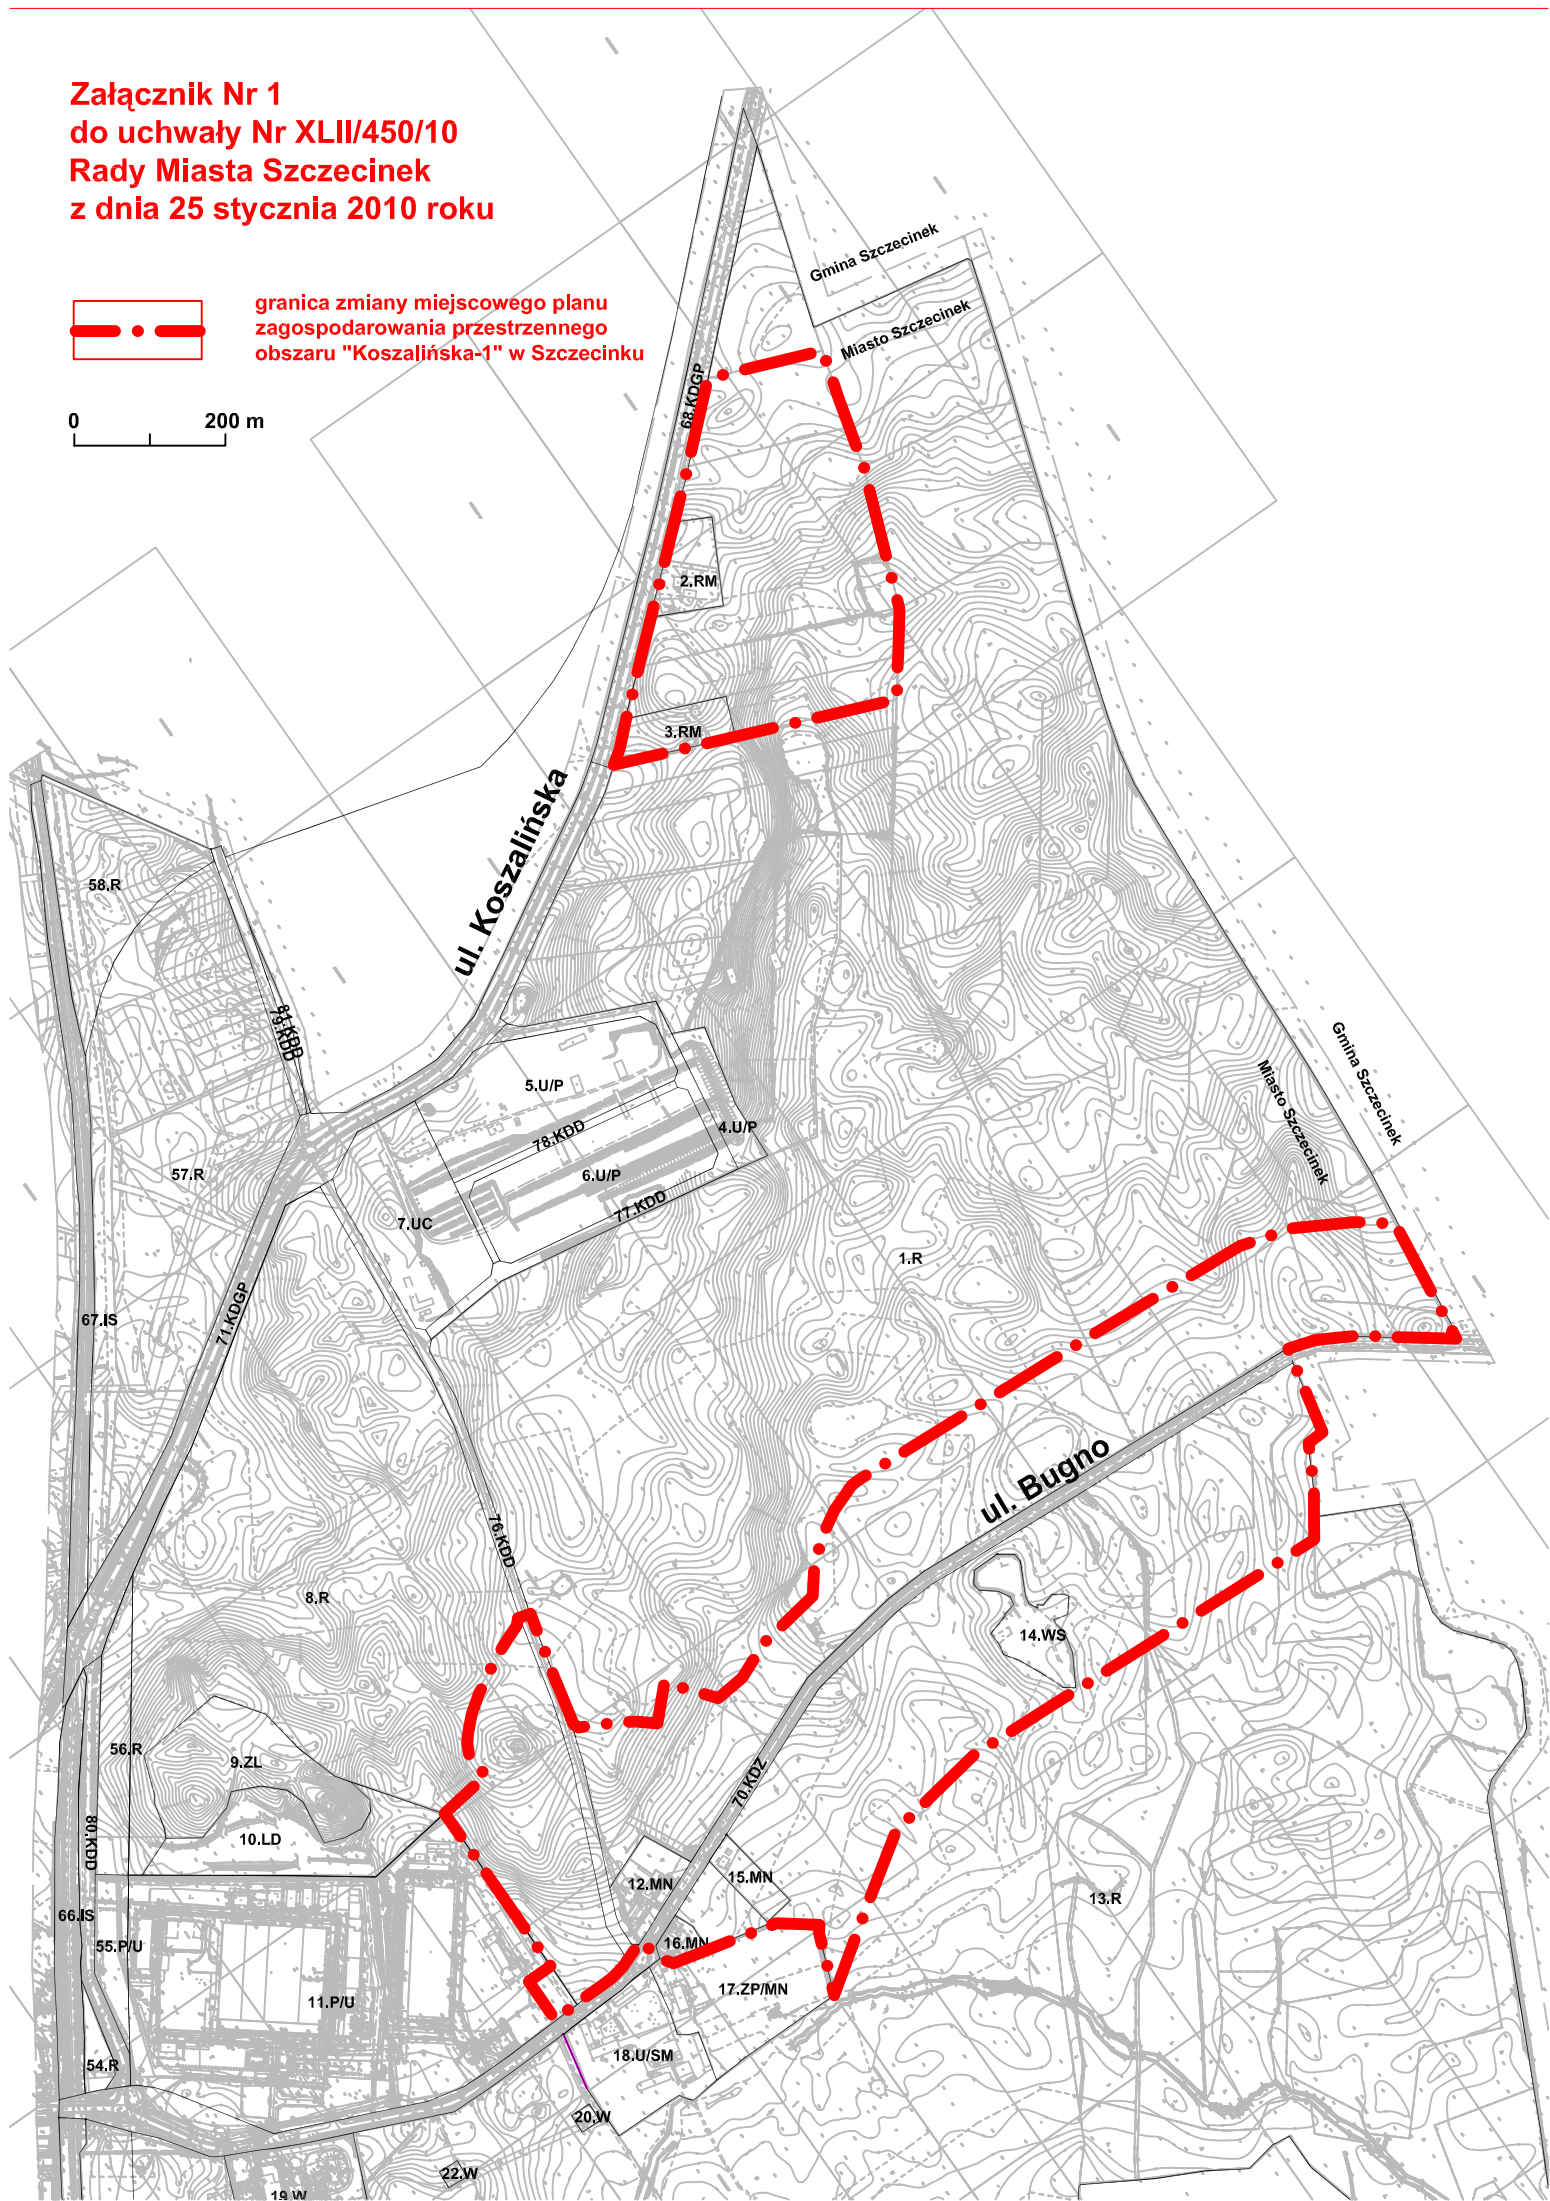 Załącznik Nr 1
do uchwały Nr XLII/450/10
Rady Miasta Szczecinek
z dnia 25 stycznia 2010 roku
granica zmiany miejscowego planu
zagospodarowania przestrzennego
obszaru "Koszalińska-1" w Szczecinku
0 200 m
Gmina Szczecinek
Miasto Szczecinek
68.KDGP
2.RM
3.RM
ul. Koszalińska
58.R
81.KDD
79.KDD
5.U/P
78.KDD
4.U/P
6.U/P
77.KDD
7.UC
57.R
Gmina Szczecinek
Miasto Szczecinek
1.R
67.IS
71.KDGP
ul. Bugno
76.KDD
8.R
14.WS
56.R
9.ZL
70.KDZ
80.KDD
10.LD
12.MN
15.MN
13.R
66.IS
55.P/U
16.MN
17.ZP/MN
11.P/U
18.U/SM
54.R
20.W
22.W
19.W